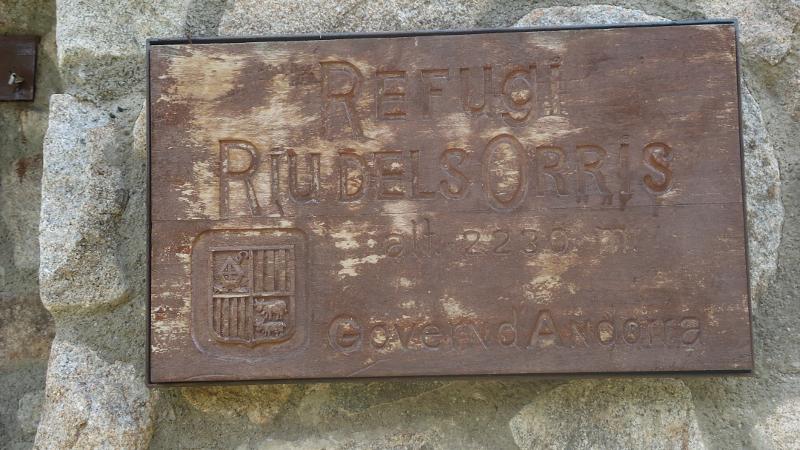 Refugi
Riu dels Orris
alt. 2230 m.
Govern d'Andorra